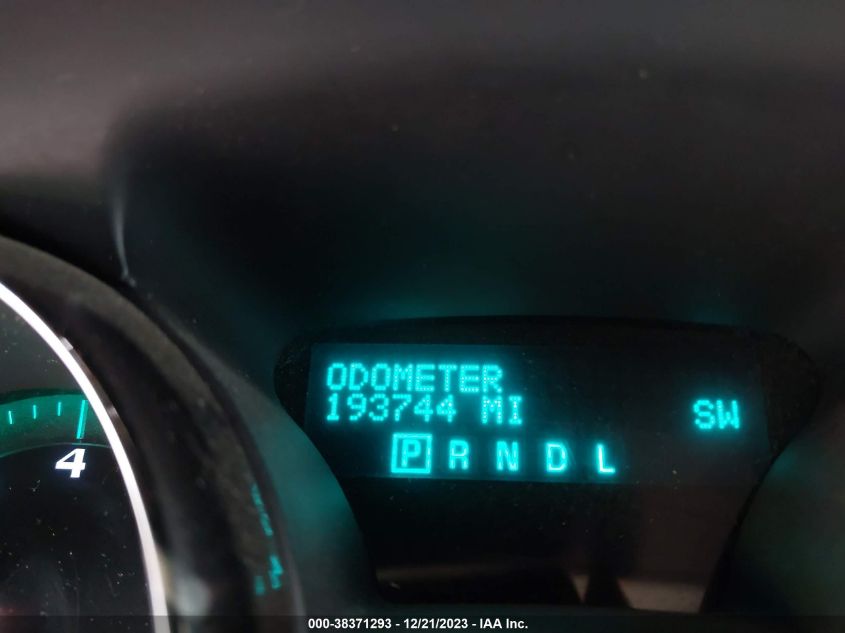 ODOMETER
193744 MI
SW
P R N D L
4
000-38371293 - 12/21/2023 - IAA Inc.